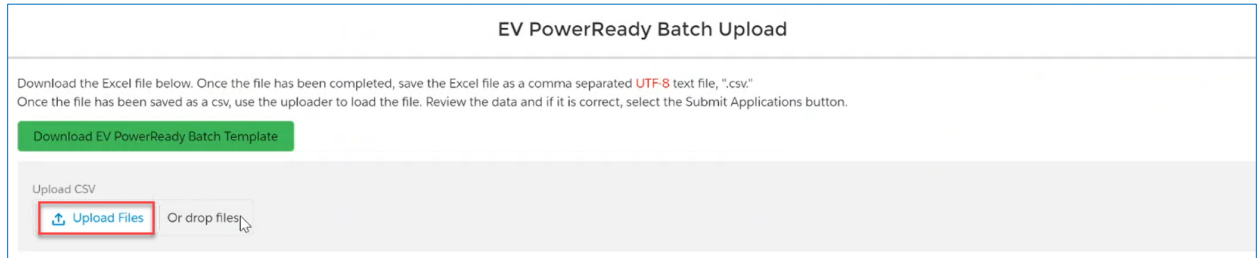 EV PowerReady Batch Upload
Download the Excel file below. Once the file has been completed, save the Excel file as a comma separated UTF-8 text file, ".csv."
Once the file has been saved as a csv, use the uploader to load the file. Review the data and if it is correct, select the Submit Applications button.
Download EV PowerReady Batch Template
Upload CSV
Upload Files Or drop files